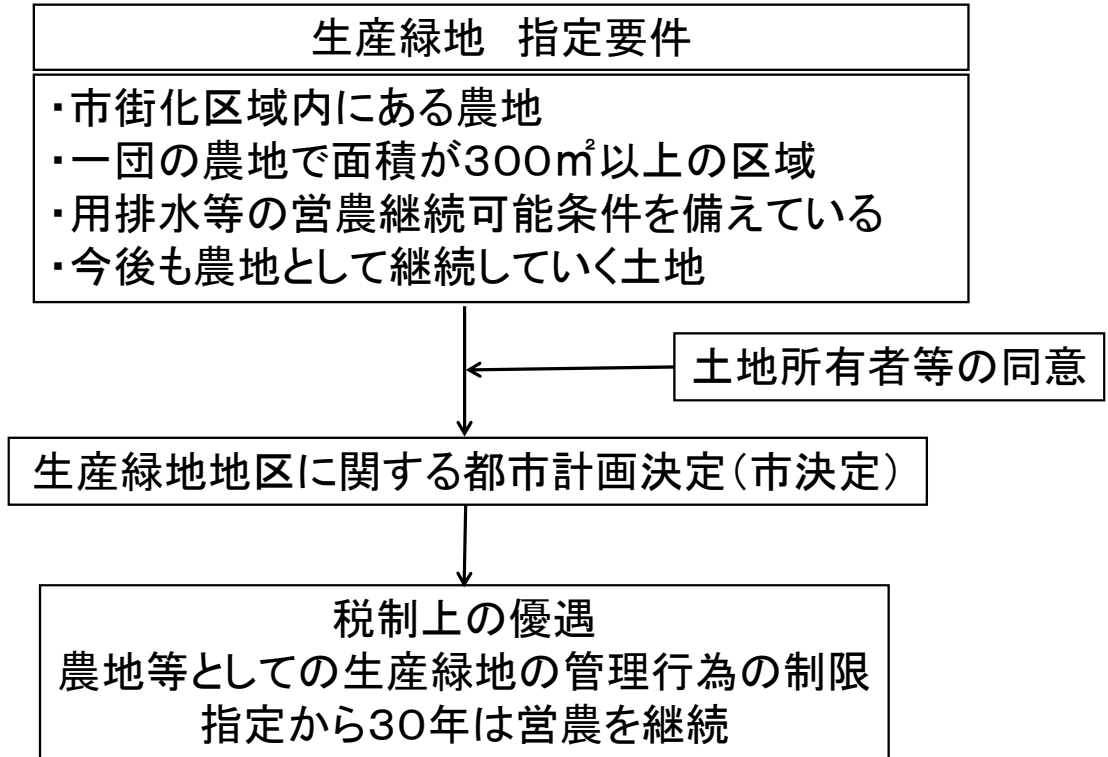 生産緑地　指定要件
・市街化区域内にある農地
・一団の農地で面積が300㎡以上の区域
・用排水等の営農継続可能条件を備えている
・今後も農地として継続していく土地
土地所有者等の同意
生産緑地地区に関する都市計画決定(市決定)
税制上の優遇
農地等としての生産緑地の管理行為の制限
指定から30年は営農を継続